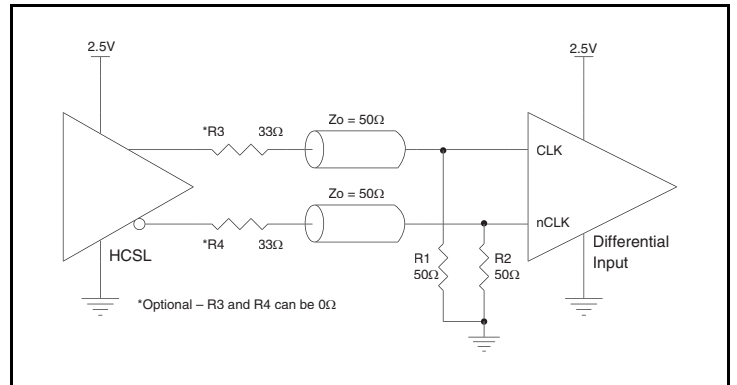 2.5V
2.5V
*R3 33Ω
Zo = 50Ω
CLK
Zo = 50Ω
nCLK
*R4 33Ω
HCSL
R1
50Ω
R2
50Ω
Differential
Input
*Optional – R3 and R4 can be 0Ω